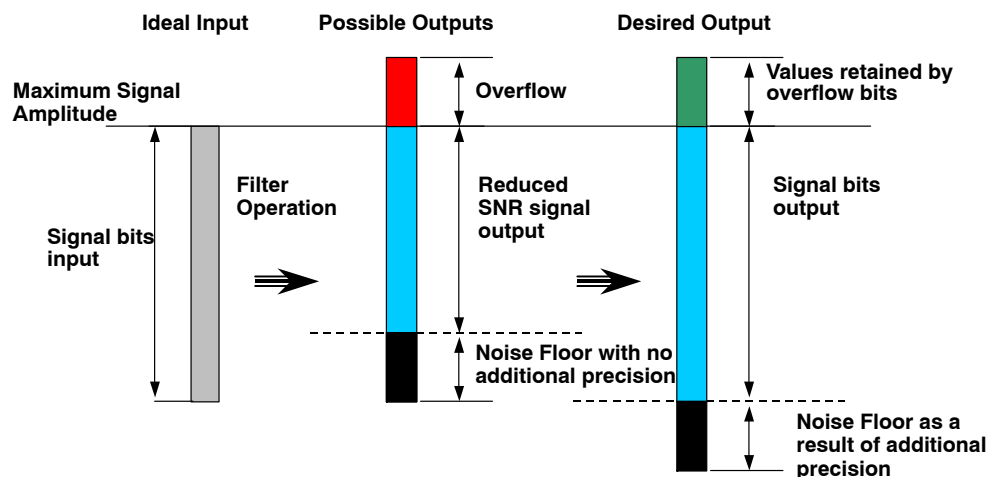 Ideal Input
Possible Outputs
Desired Output
Maximum Signal
Amplitude
Overflow
Values retained by
overflow bits
Filter
Operation
Reduced
SNR signal
output
Signal bits
output
Signal bits
input
Noise Floor with no
additional precision
Noise Floor as a
result of additional
precision